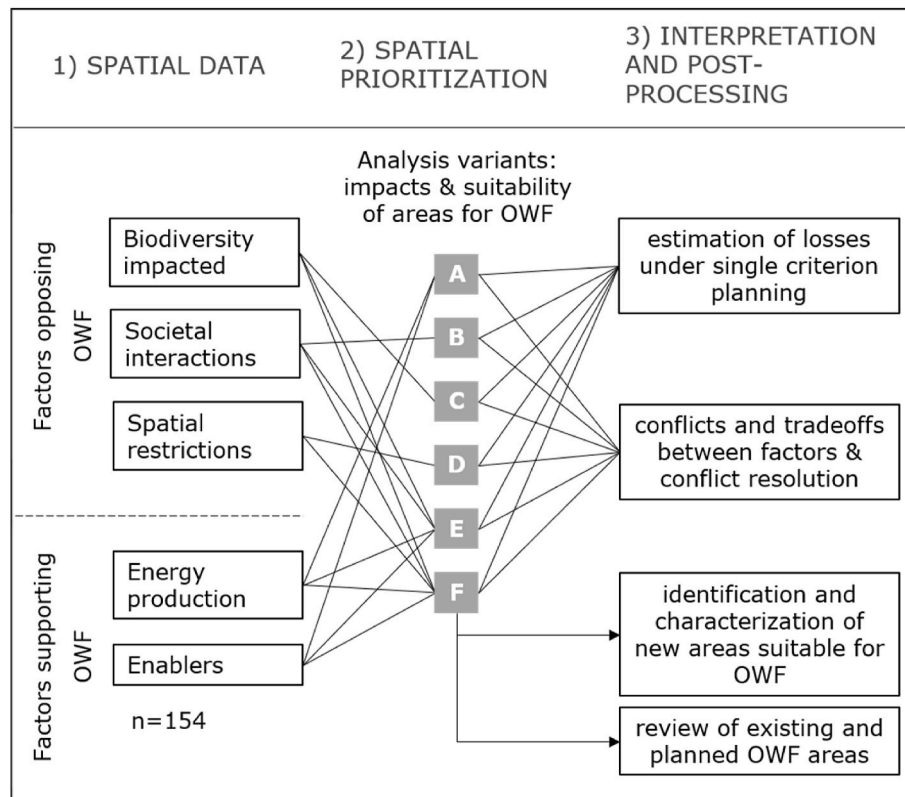 1) SPATIAL DATA
2) SPATIAL
PRIORITIZATION
3) INTERPRETATION
AND POST-
PROCESSING
Factors opposing
OWF
Biodiversity
impacted
Societal
interactions
Spatial
restrictions
Factors supporting
OWF
Energy
production
Enablers
n=154
Analysis variants:
impacts & suitability
of areas for OWF
A
B
C
D
E
F
estimation of losses
under single criterion
planning
conflicts and tradeoffs
between factors &
conflict resolution
identification and
characterization of
new areas suitable for
OWF
review of existing and
planned OWF areas